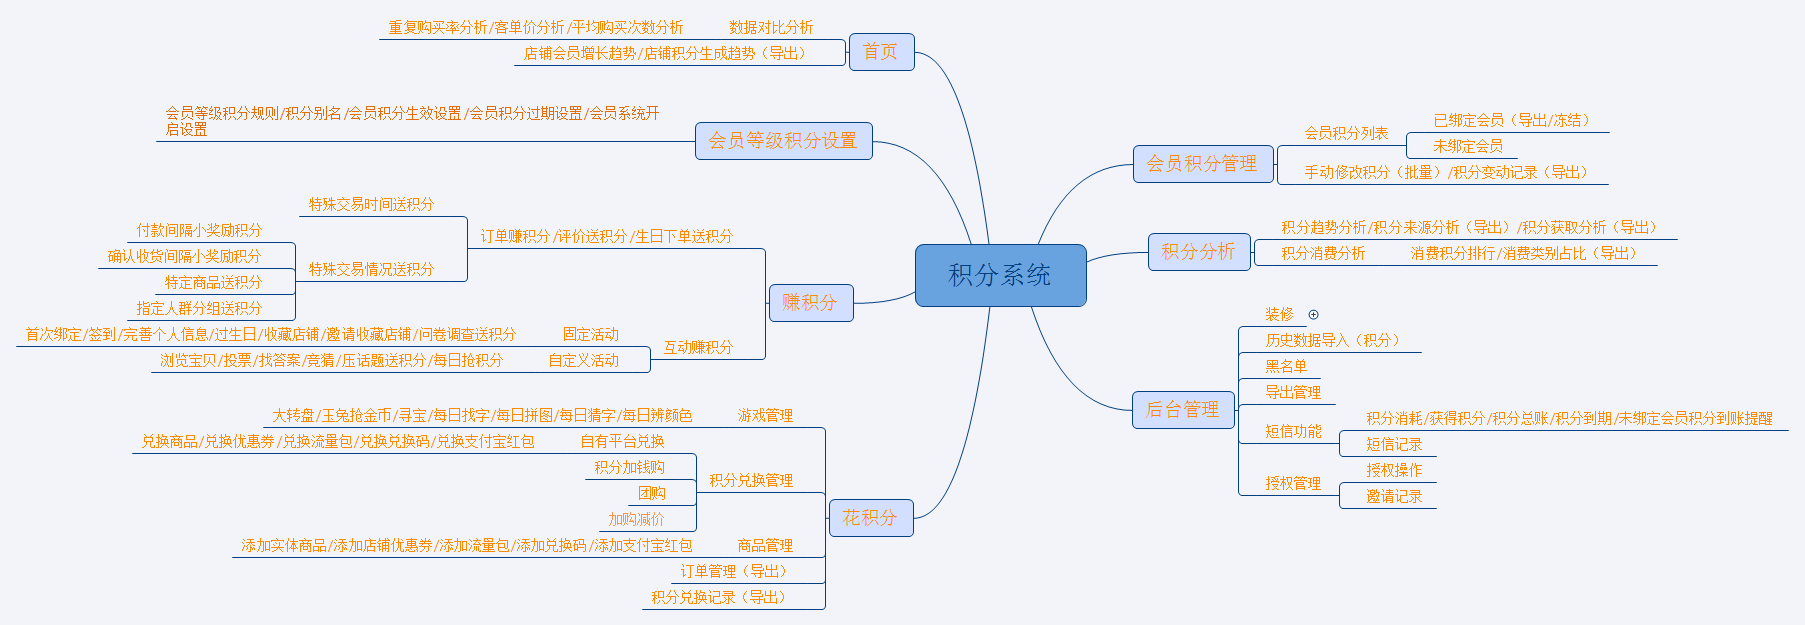 积分系统
首页
数据对比分析
重复购买率分析/客单价分析/平均购买次数分析
店铺会员增长趋势/店铺积分生成趋势（导出）
会员等级积分设置
会员等级积分规则/积分别名/会员积分生效设置/会员积分过期设置/会员系统开
启设置
赚积分
订单赚积分/评价送积分/生日下单送积分
特殊交易时间送积分
特殊交易情况送积分
付款间隔小奖励积分
确认收货间隔小奖励积分
特定商品送积分
指定人群分组送积分
互动赚积分
固定活动
首次绑定/签到/完善个人信息/过生日/收藏店铺/邀请收藏店铺/问卷调查送积分
自定义活动
浏览宝贝/投票/找答案/竞猜/压话题送积分/每日抢积分
花积分
游戏管理
大转盘/玉兔抢金币/寻宝/每日找字/每日拼图/每日猜字/每日辨颜色
积分兑换管理
自有平台兑换
兑换商品/兑换优惠券/兑换流量包/兑换兑换码/兑换支付宝红包
积分加钱购
团购
加购减价
商品管理
添加实体商品/添加店铺优惠券/添加流量包/添加兑换码/添加支付宝红包
订单管理（导出）
积分兑换记录（导出）
会员积分管理
会员积分列表
已绑定会员（导出/冻结）
未绑定会员
手动修改积分（批量）/积分变动记录（导出）
积分分析
积分趋势分析/积分来源分析（导出）/积分获取分析（导出）
积分消费分析
消费积分排行/消费类别占比（导出）
后台管理
装修
历史数据导入（积分）
黑名单
导出管理
短信功能
积分消耗/获得积分/积分总账/积分到期/未绑定会员积分到账提醒
短信记录
授权管理
授权操作
邀请记录